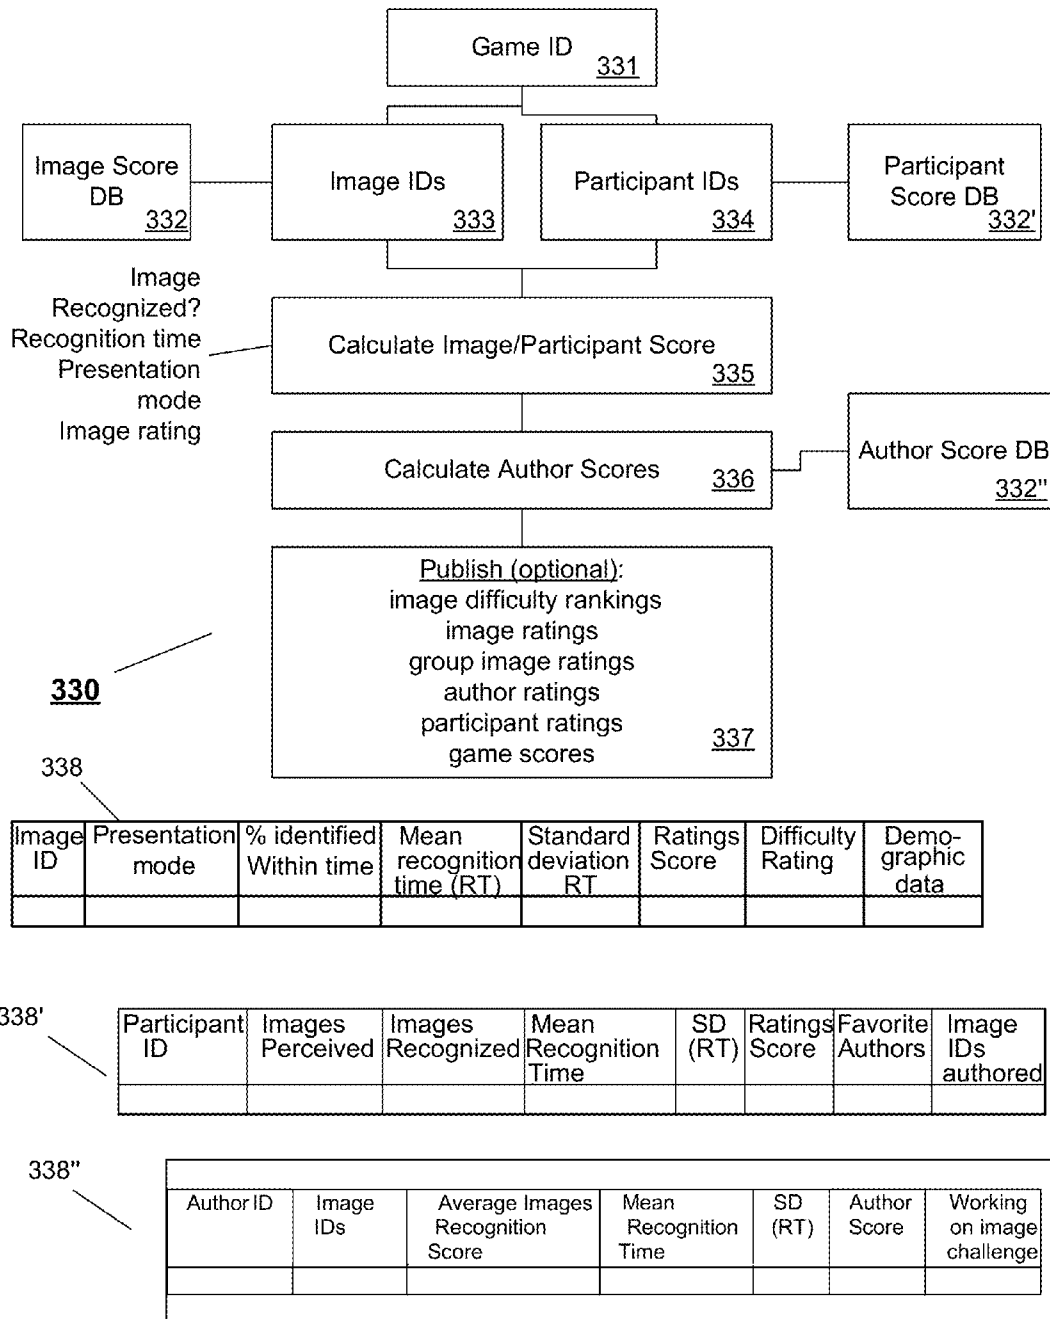 Game ID
331
Image Score
DB
332
Image IDs
333
Participant IDs
334
Participant
Score DB
332'
Image
Recognized?
Recognition time
Presentation
mode
Image rating
Calculate Image/Participant Score
335
Calculate Author Scores
336
Author Score DB
332"
Publish (optional):
image difficulty rankings
image ratings
group image ratings
author ratings
participant ratings
game scores
337
330
338
Image
ID
Presentation
mode
% identified
Within time
Mean
recognition
time (RT)
Standard
deviation
RT
Ratings
Score
Difficulty
Rating
Demo-
graphic
data
338'
Participant
ID
Images
Perceived
Images
Recognized
Mean
Recognition
Time
SD
(RT)
Ratings
Score
Favorite
Authors
Image
IDs
authored
338"
Author ID
Image
IDs
Average Images
Recognition
Score
Mean
Recognition
Time
SD
(RT)
Author
Score
Working
on image
challenge